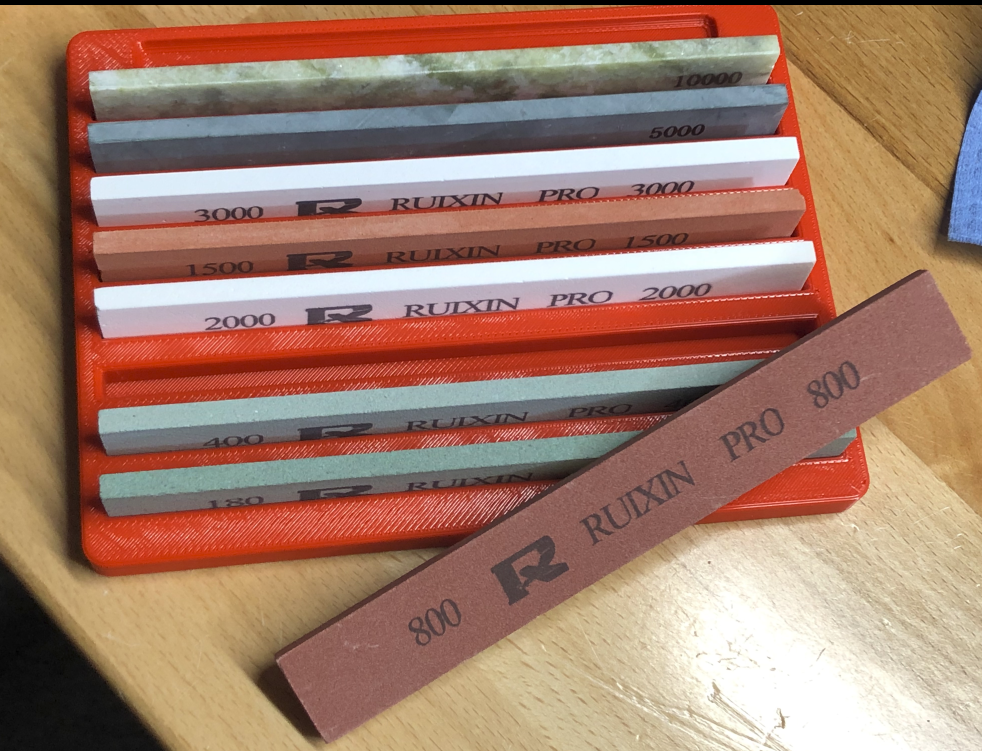 10000
5000
3000 R RUIXIN PRO 3000
1500 R RUIXIN PRO 1500
2000 R RUIXIN PRO 2000
400 R RUIXIN PRO
180 R RUIXIN
800 R RUIXIN PRO 800